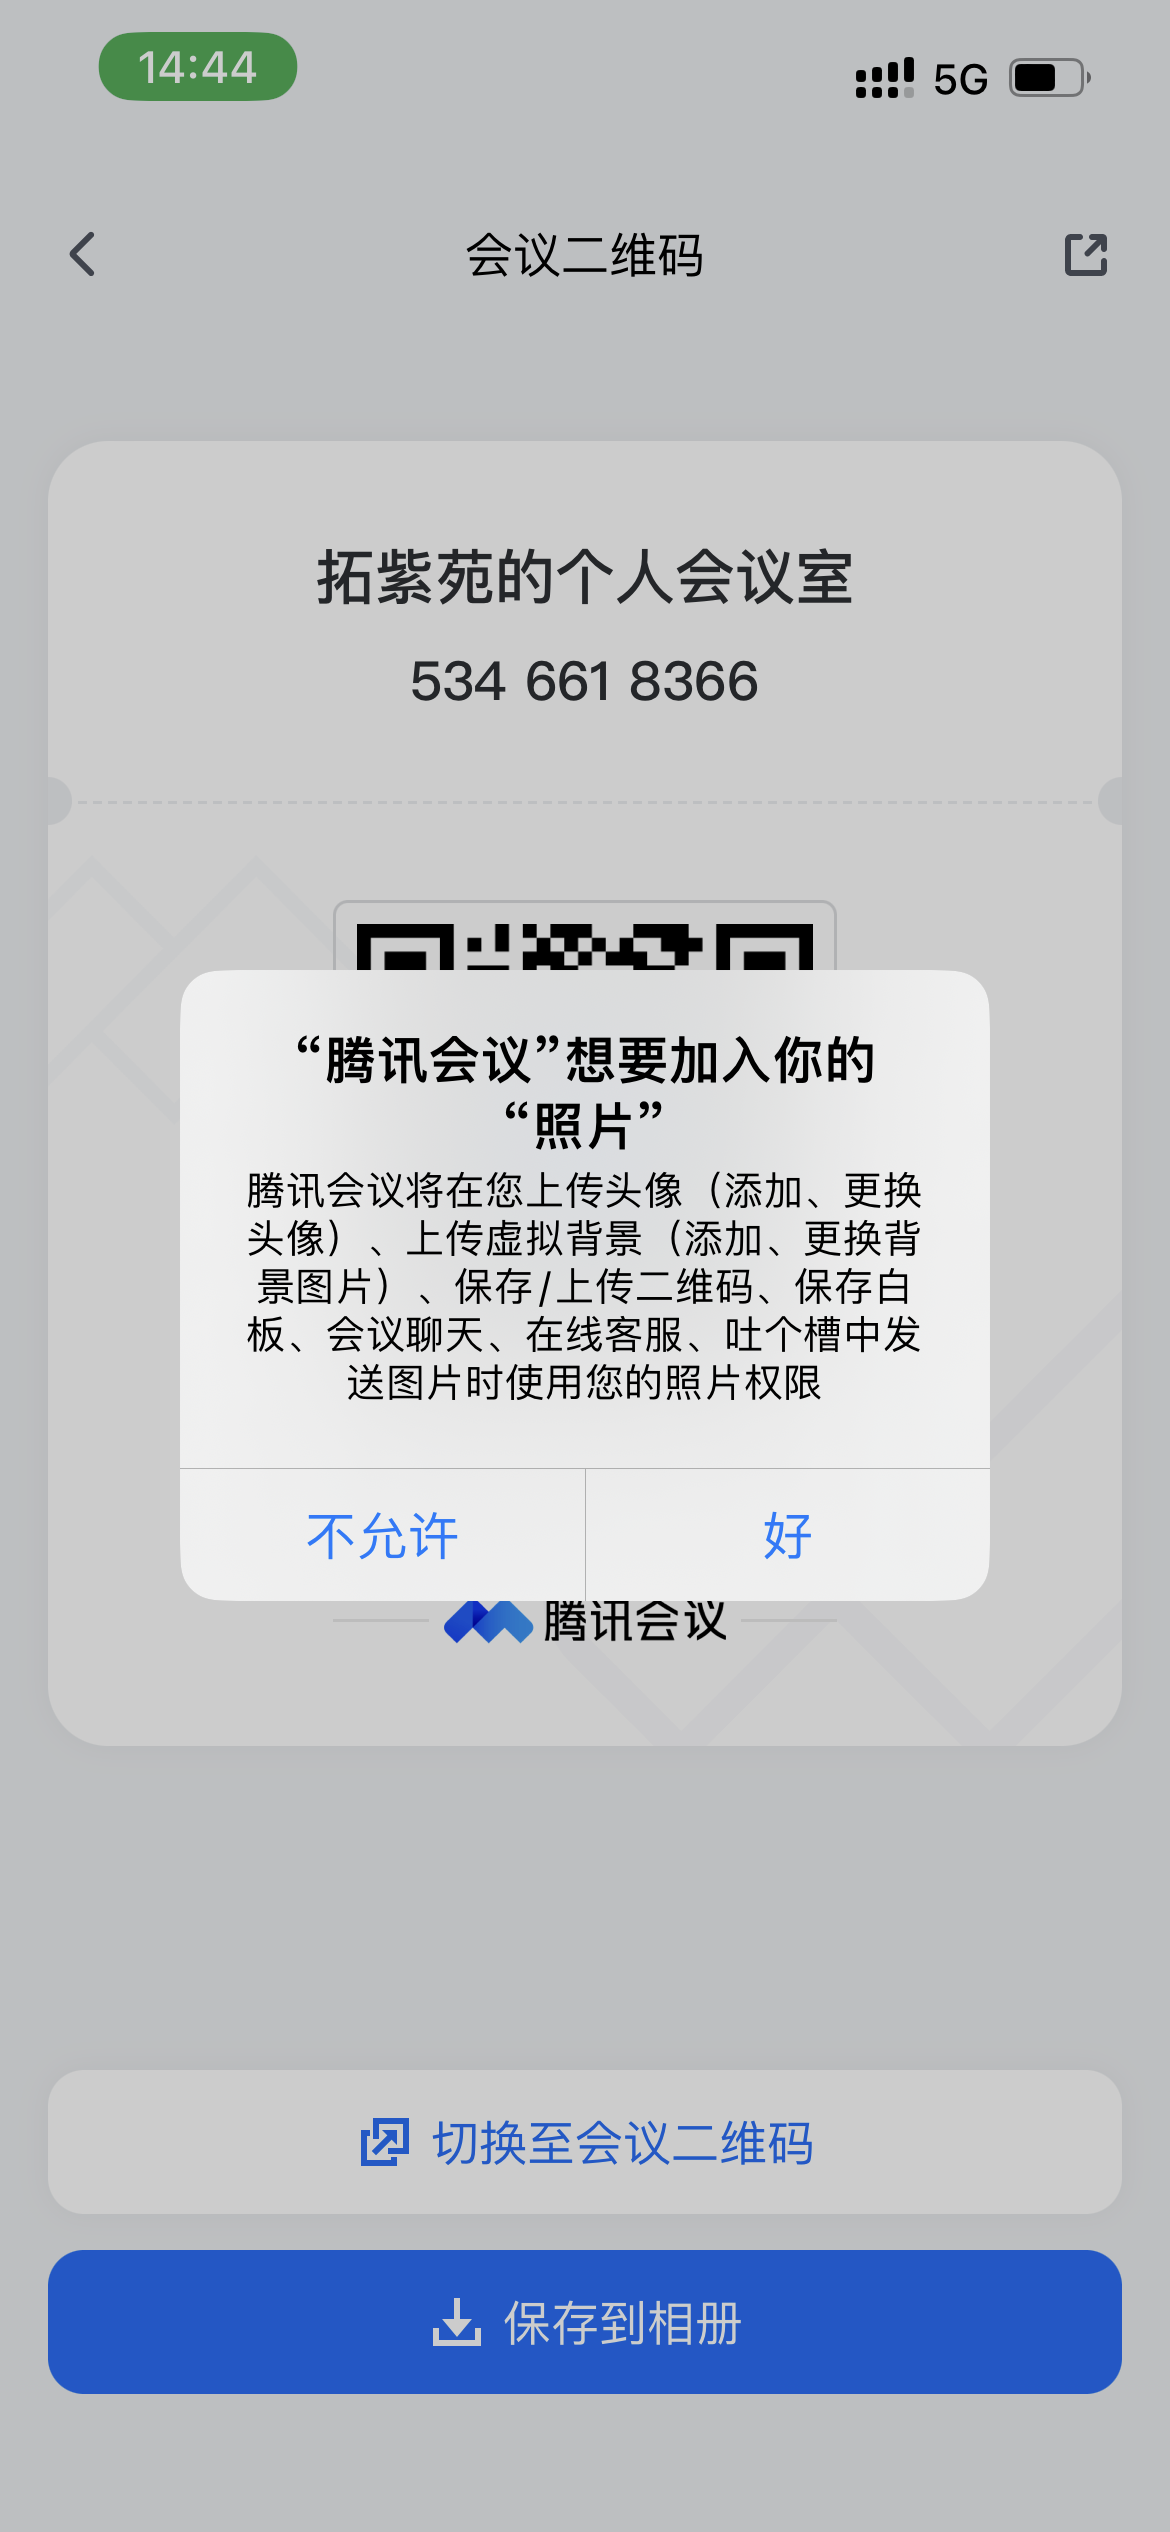 14:44
5G
会议二维码
拓紫苑的个人会议室
534 661 8366
“腾讯会议”想要加入你的
“照片”
腾讯会议将在您上传头像（添加、更换
头像）、上传虚拟背景（添加、更换背
景图片）、保存/上传二维码、保存白
板、会议聊天、在线客服、吐个槽中发
送图片时使用您的照片权限
不允许
好
腾讯会议
切换至会议二维码
保存到相册